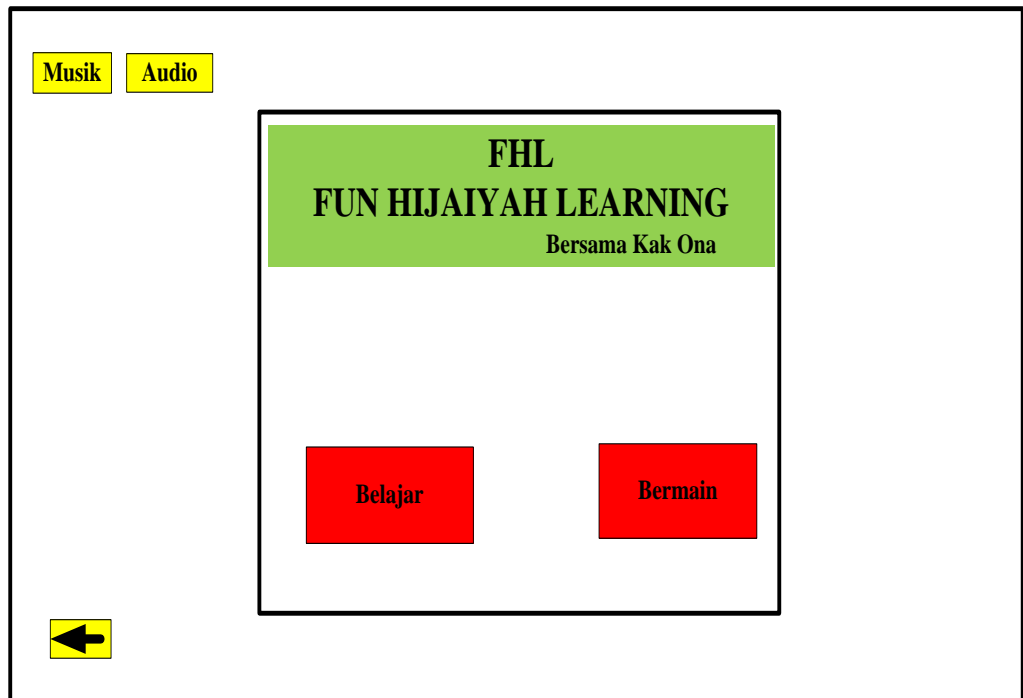 Musik Audio
FHL
FUN HIJAIYAH LEARNING
Bersama Kak Ona
Belajar
Bermain